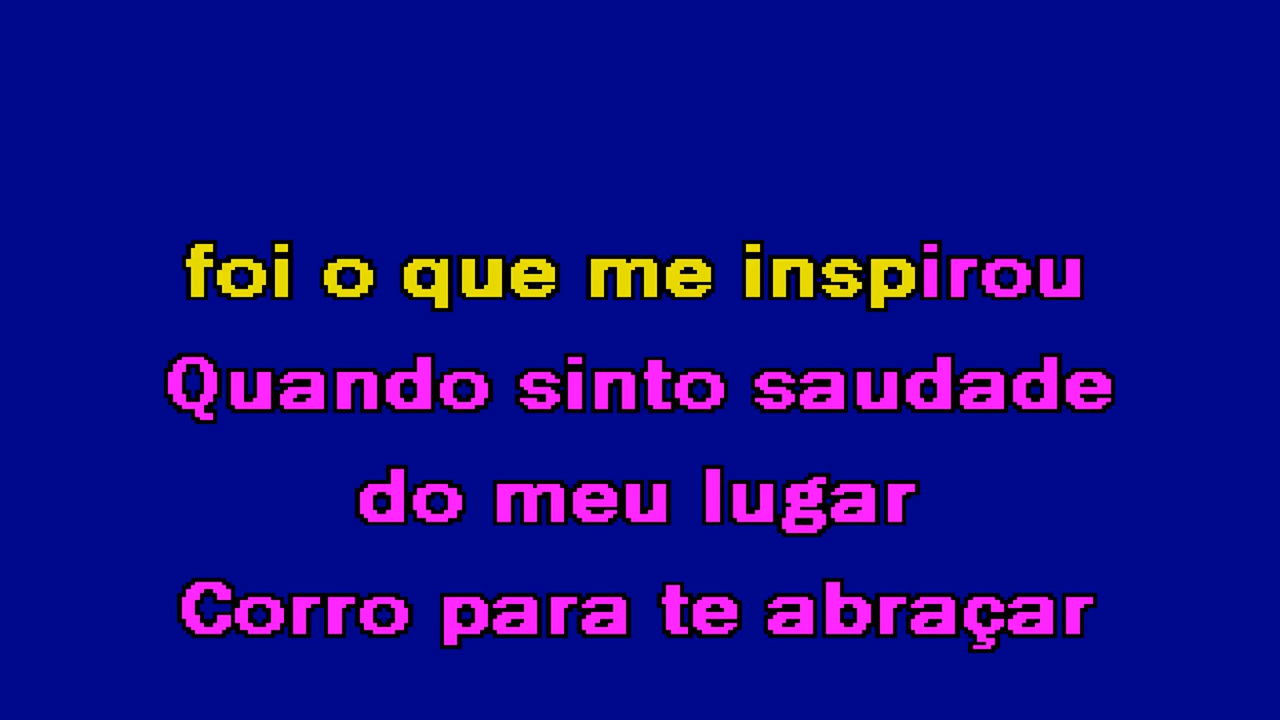 foi o que me inspirou
Quando sinto saudade
do meu lugar
Corro para te abraçar